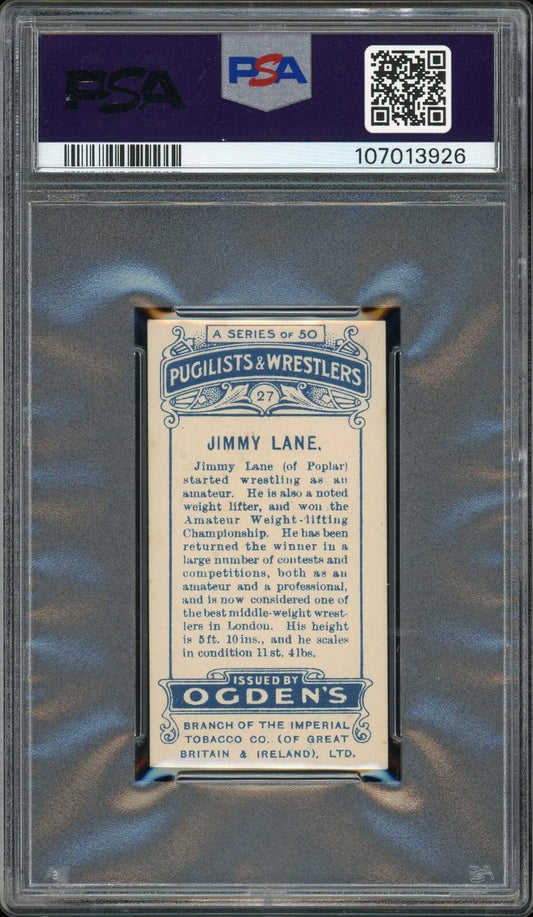 PSA
PSA
107013926
A SERIES OF 50
PUGILISTS & WRESTLERS
27
JIMMY LANE.
Jimmy Lane (of Poplar)
started wrestling as an
amateur. He is also a noted
weight lifter, and won the
Amateur Weight-lifting
Championship. He has been
returned the winner in a
large number of contests and
competitions, both as an
amateur and a professional,
and is now considered one of
the best middle-weight wrest-
lers in London. His height
is 5ft. 10ins., and he scales
in condition 11st. 4lbs.
ISSUED BY
OGDEN'S
BRANCH OF THE IMPERIAL
TOBACCO CO. (OF GREAT
BRITAIN & IRELAND), LTD.